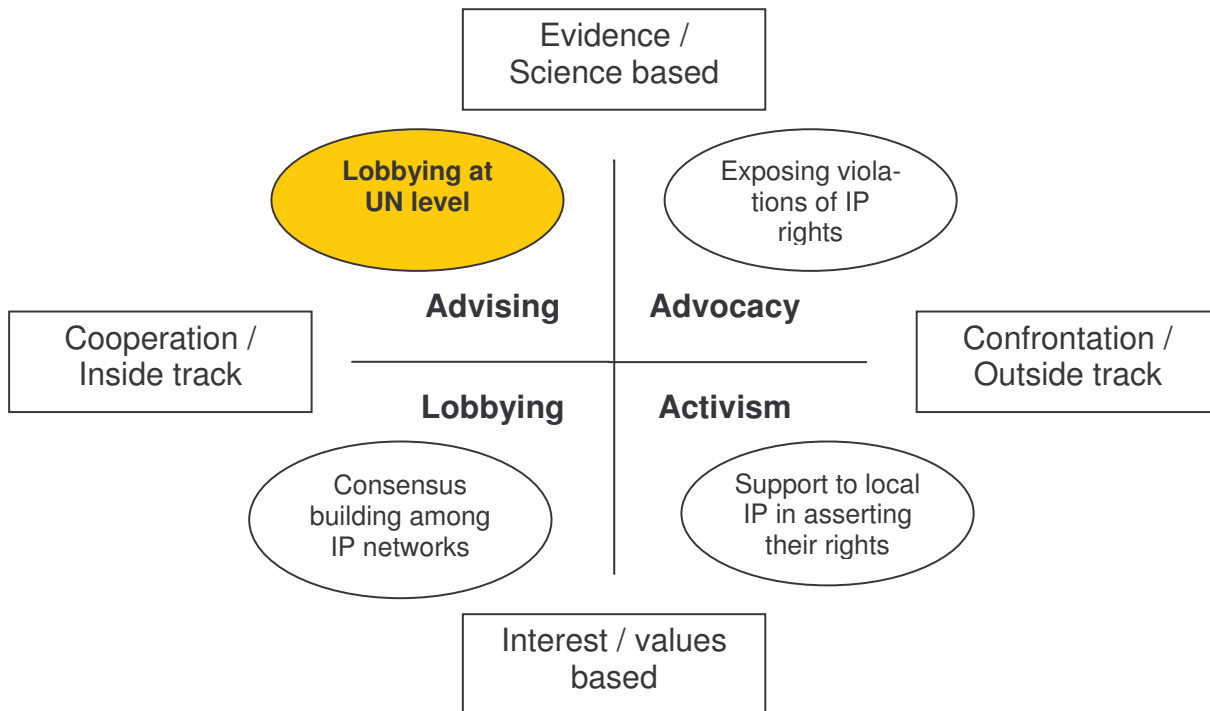 Evidence /
Science based
Lobbying at
UN level
Exposing viola-
tions of IP
rights
Advising
Advocacy
Cooperation /
Inside track
Confrontation /
Outside track
Lobbying
Activism
Consensus
building among
IP networks
Support to local
IP in asserting
their rights
Interest / values
based